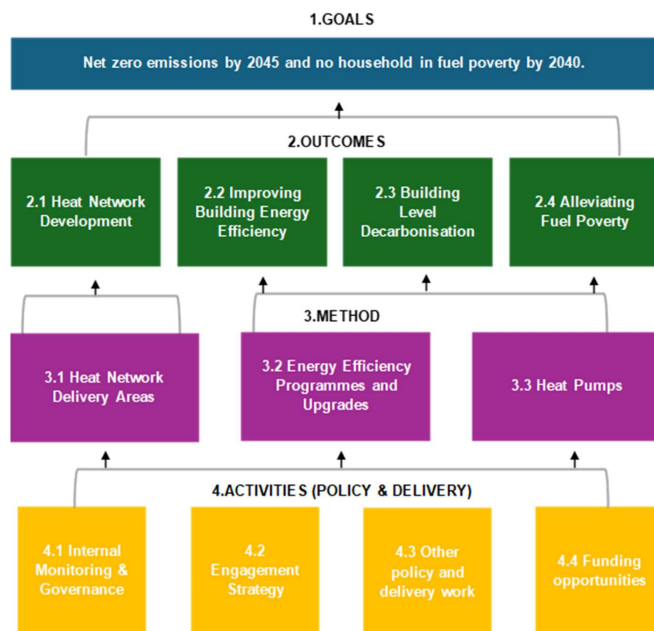 1.GOALS
Net zero emissions by 2045 and no household in fuel poverty by 2040.
2.OUTCOMES
2.1 Heat Network
Development
2.2 Improving
Building Energy
Efficiency
2.3 Building
Level
Decarbonisation
2.4 Alleviating
Fuel Poverty
3.METHOD
3.1 Heat Network
Delivery Areas
3.2 Energy Efficiency
Programmes and
Upgrades
3.3 Heat Pumps
4.ACTIVITIES (POLICY & DELIVERY)
4.1 Internal
Monitoring &
Governance
4.2
Engagement
Strategy
4.3 Other
policy and
delivery work
4.4 Funding
opportunities